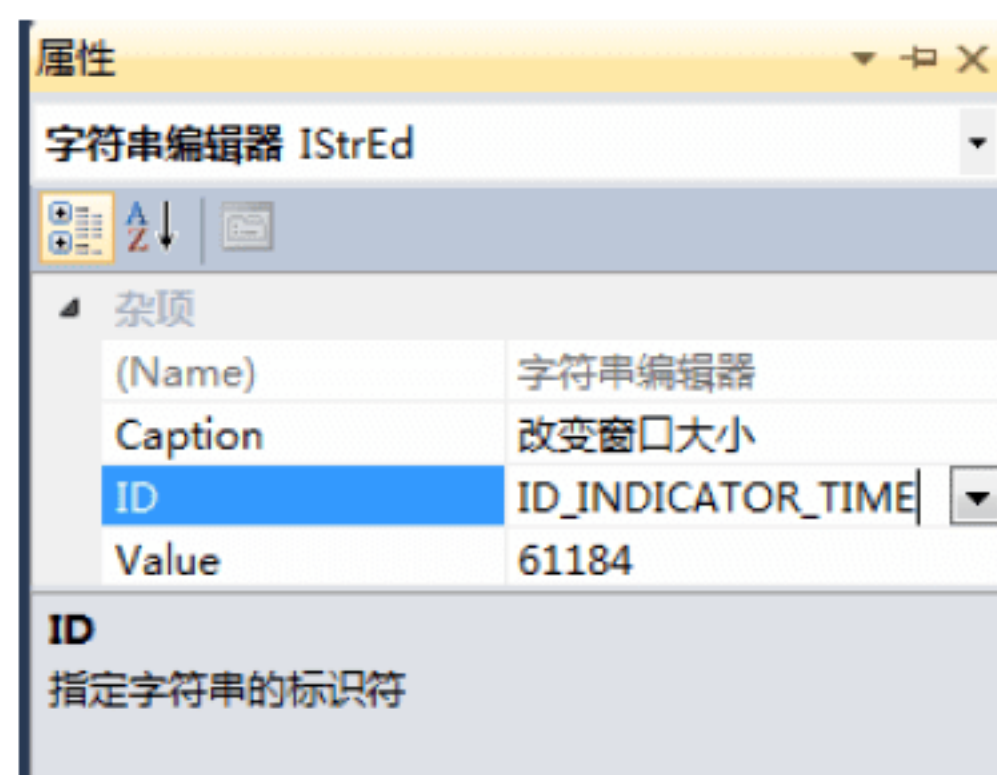 属性
字符串编辑器 IStrEd
杂项
(Name) 字符串编辑器
Caption 改变窗口大小
ID ID_INDICATOR_TIME
Value 61184
ID
指定字符串的标识符